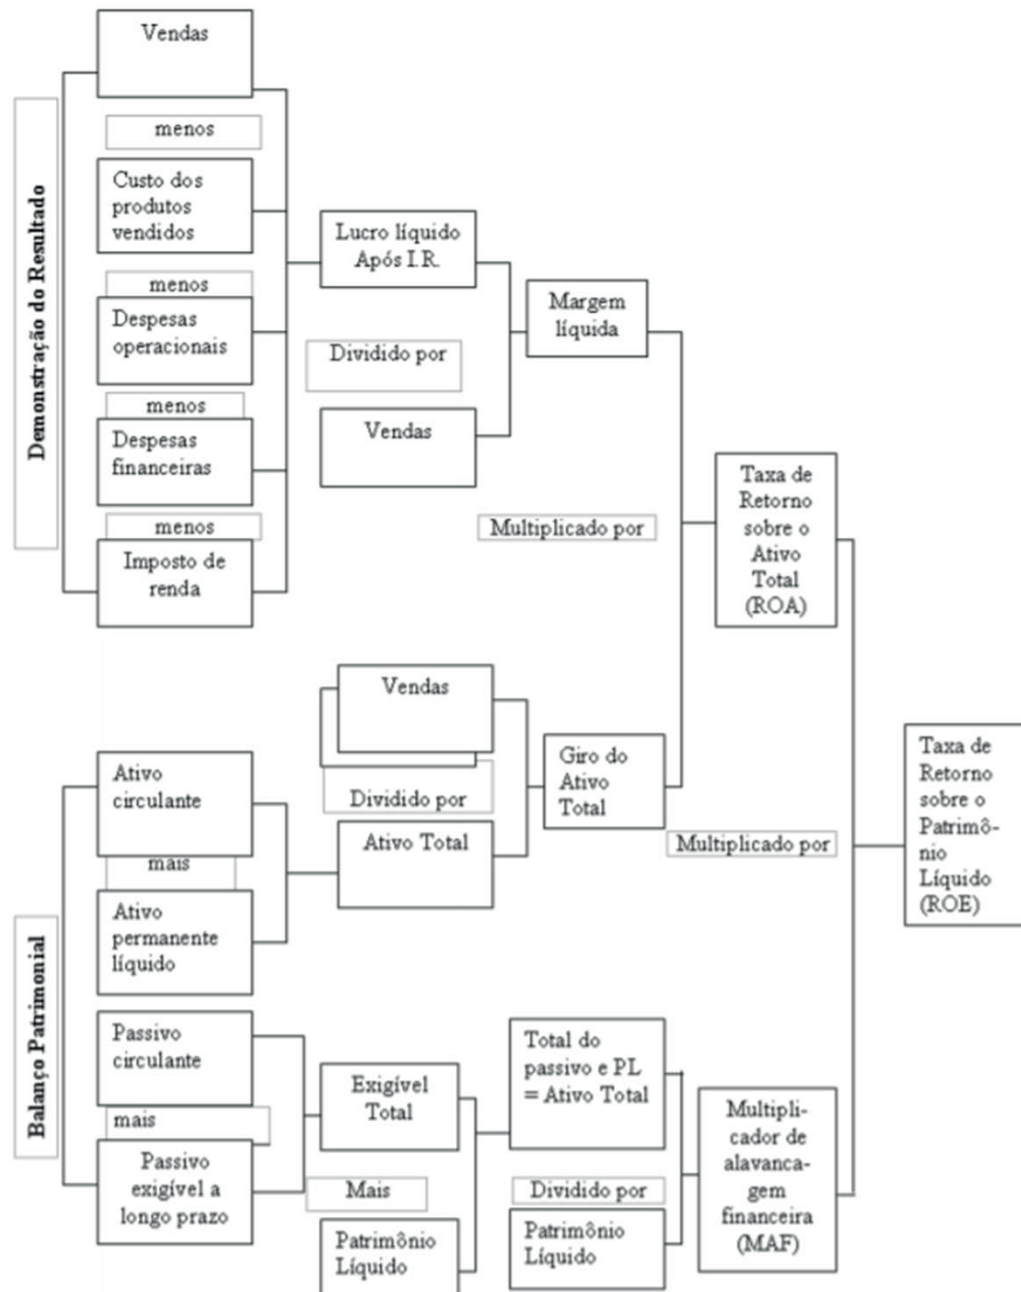 Vendas
menos
Custo dos
produtos
vendidos
menos
Despesas
operacionais
menos
Despesas
financeiras
menos
Imposto de
renda
Demonstração do Resultado
Lucro líquido
Após I.R.
Dividido por
Vendas
Margem
líquida
Multiplicado por
Taxa de
Retorno
sobre o
Ativo
Total
(ROA)
Vendas
Dividido por
Ativo Total
Giro do
Ativo
Total
Multiplicado por
Taxa de
Retorno
sobre o
Patrimô-
nio
Líquido
(ROE)
Balanço Patrimonial
Ativo
circulante
mais
Ativo
permanente
líquido
Passivo
circulante
mais
Passivo
exigível a
longo prazo
Exigível
Total
Mais
Patrimônio
Líquido
Total do
passivo e PL
= Ativo Total
Dividido por
Patrimônio
Líquido
Multipli-
cador de
alavanca-
gem
financeira
(MAF)